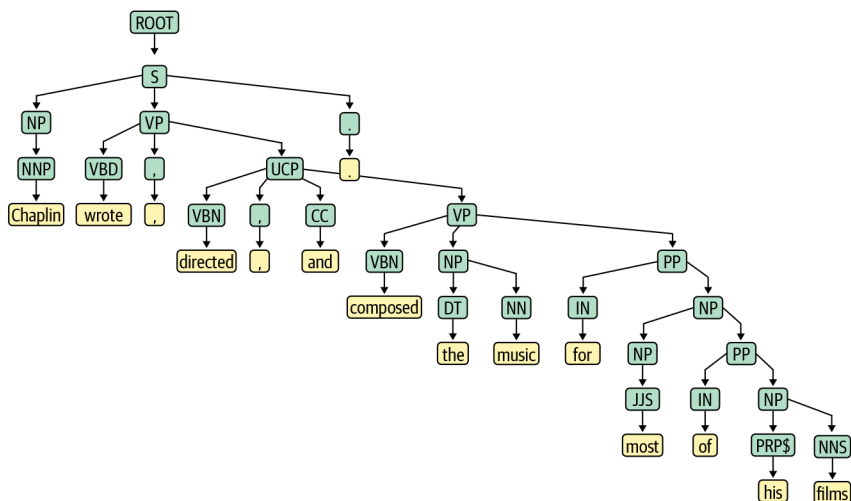 ROOT
S
NP VP .
NNP VBD , UCP .
Chaplin wrote , VBN , CC VP
directed , and VBN NP PP
composed DT NN IN NP
the music for NP PP
JJS IN NP
most of PRP$ NNS
his films